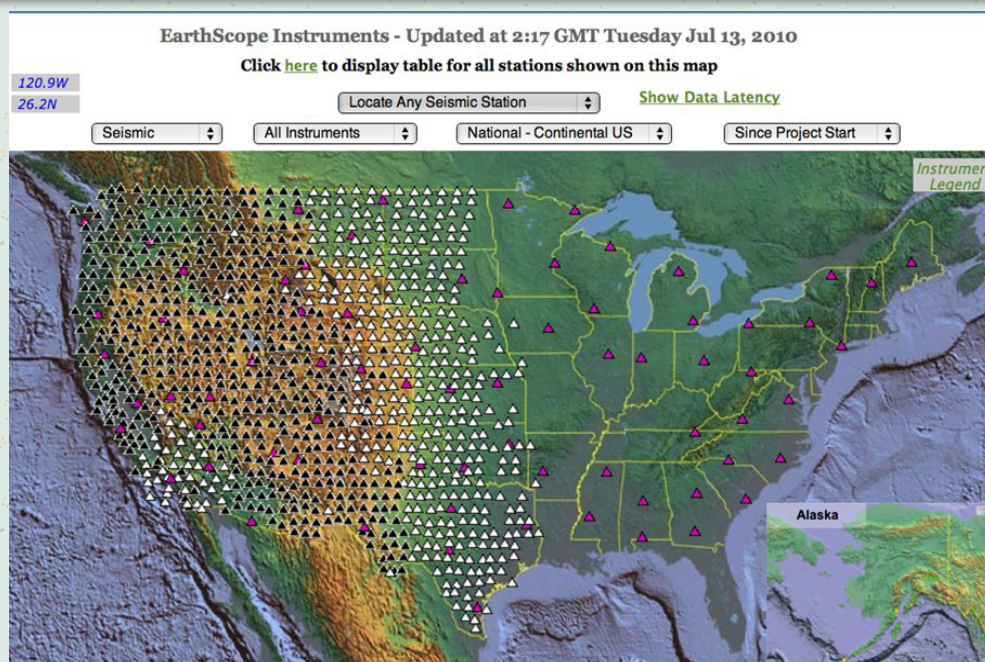 EarthScope Instruments - Updated at 2:17 GMT Tuesday Jul 13, 2010
Click here to display table for all stations shown on this map
120.9W
26.2N
Locate Any Seismic Station
Show Data Latency
Seismic
All Instruments
National - Continental US
Since Project Start
Legend
Alaska